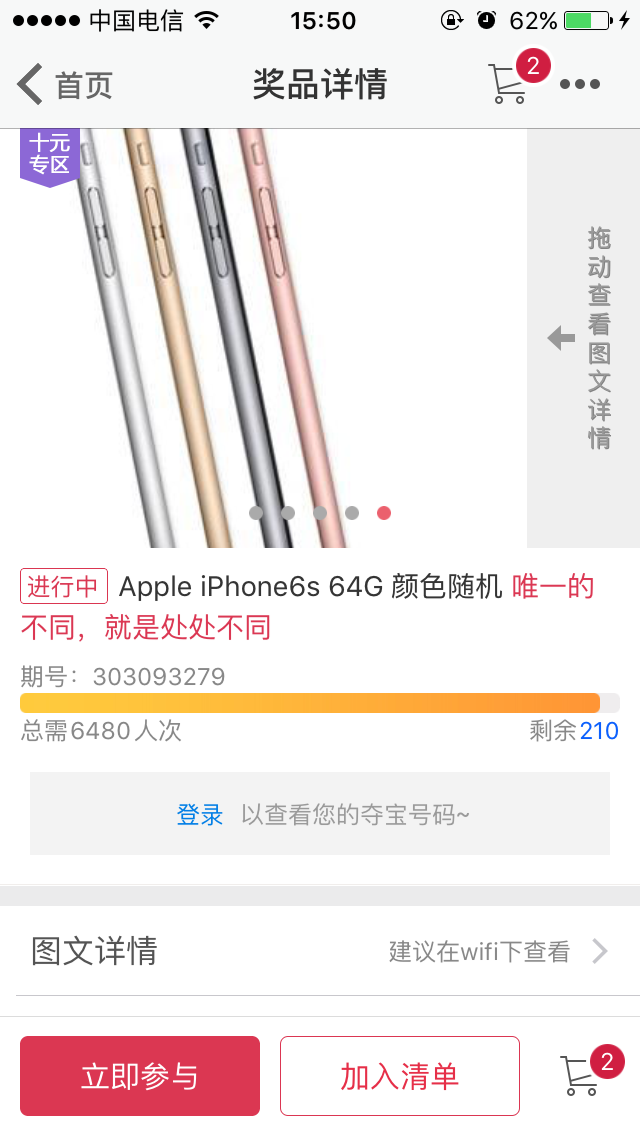 中国电信 15:50 62%
首页 奖品详情 2
十元
专区
拖动查看图文详情
进行中 Apple iPhone6s 64G 颜色随机 唯一的
不同，就是处处不同
期号：303093279
总需6480人次 剩余210
登录 以查看您的夺宝号码~
图文详情 建议在wifi下查看
立即参与 加入清单 2